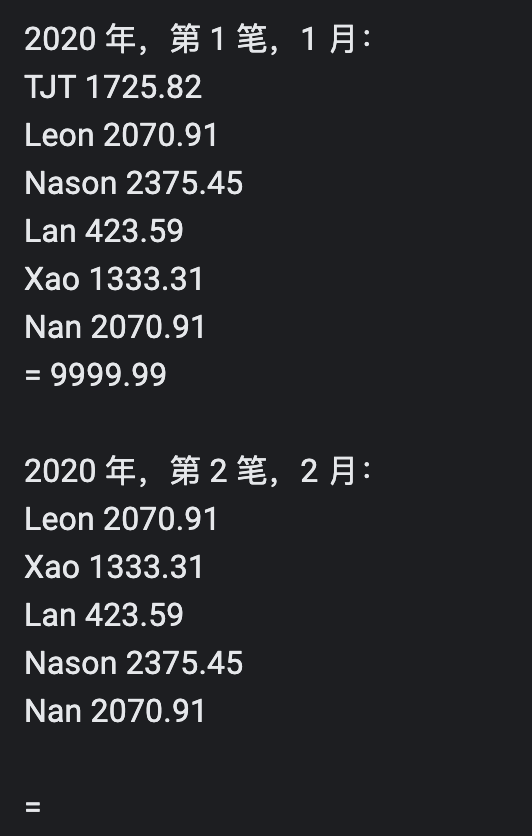 2020 年，第 1 笔，1 月：
TJT 1725.82
Leon 2070.91
Nason 2375.45
Lan 423.59
Xao 1333.31
Nan 2070.91
= 9999.99
2020 年，第 2 笔，2 月：
Leon 2070.91
Xao 1333.31
Lan 423.59
Nason 2375.45
Nan 2070.91
=